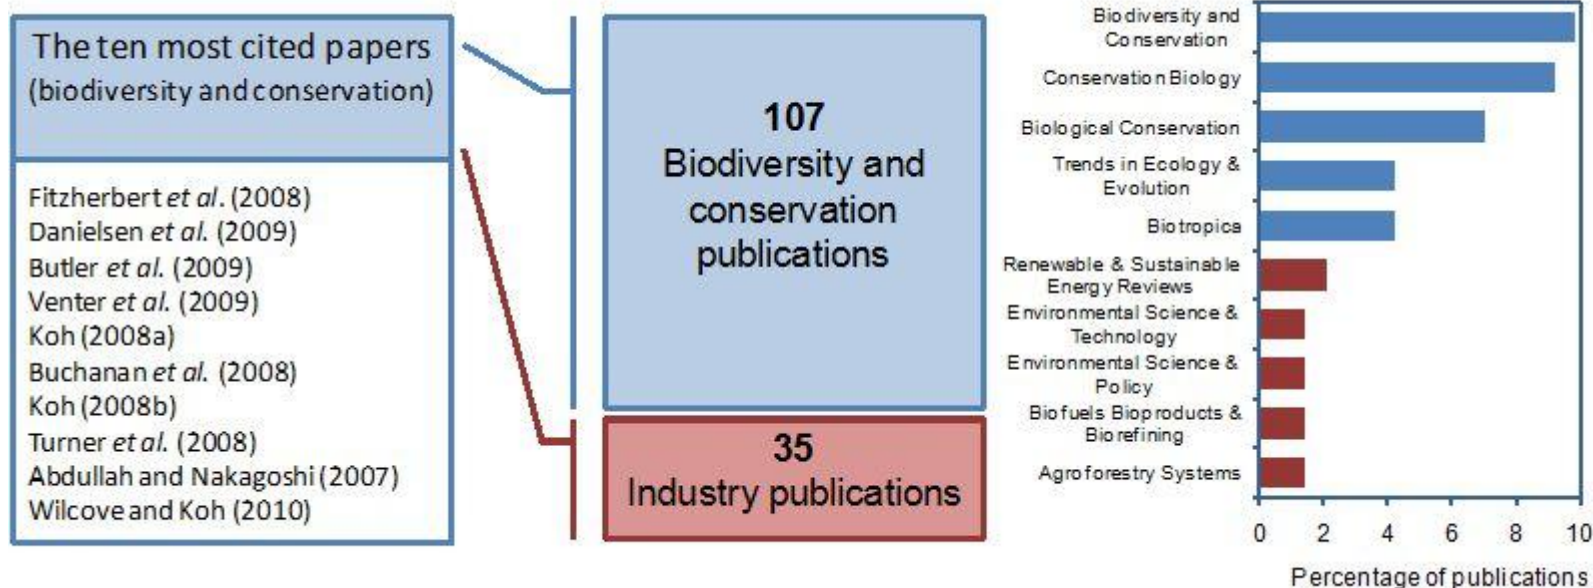 The ten most cited papers
(biodiversity and conservation)
Fitzherbert et al. (2008)
Danielsen et al. (2009)
Butler et al. (2009)
Venter et al. (2009)
Koh (2008a)
Buchanan et al. (2008)
Koh (2008b)
Turner et al. (2008)
Abdullah and Nakagoshi (2007)
Wilcove and Koh (2010)
107
Biodiversity and
conservation
publications
35
Industry publications
Biodiversity and
Conservation
Conservation Biology
Biological Conservation
Trends in Ecology &
Evolution
Biotropica
Renewable & Sustainable
Energy Reviews
Environmental Science &
Technology
Environmental Science &
Policy
Biofuels Bioproducts &
Biorefining
Agroforestry Systems
0 2 4 6 8 10
Percentage of publications